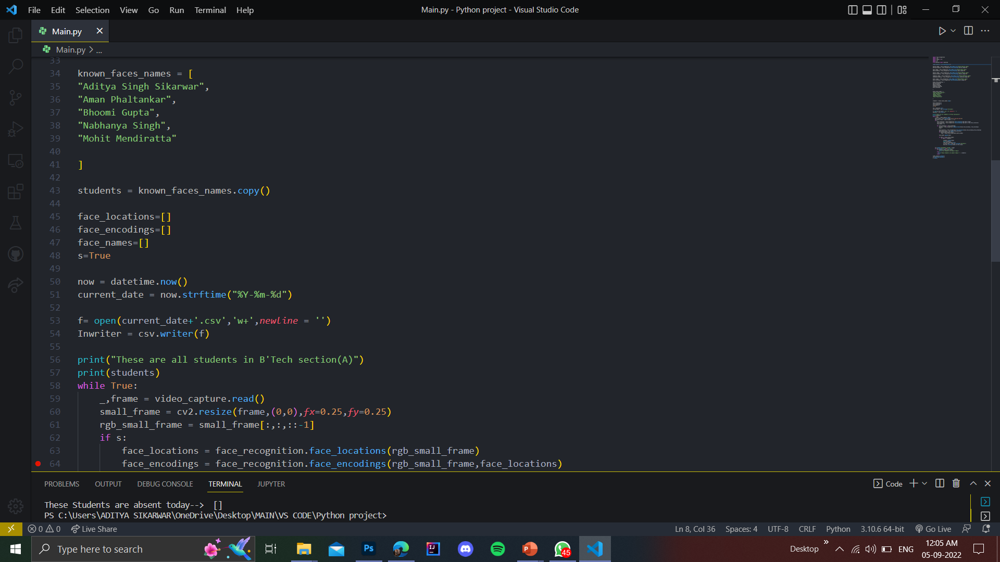 File Edit Selection View Go Run Terminal Help
Main.py - Python project - Visual Studio Code
Main.py
Main.py > ...
33
34 known_faces_names = [
35 "Aditya Singh Sikarwar",
36 "Aman Phaltankar",
37 "Bhoomi Gupta",
38 "Nabhanya Singh",
39 "Mohit Mendiratta"
40
41 ]
42
43 students = known_faces_names.copy()
44
45 face_locations=[]
46 face_encodings=[]
47 face_names=[]
48 s=True
49
50 now = datetime.now()
51 current_date = now.strftime("%Y-%m-%d")
52
53 f= open(current_date+'.csv','w+',newline = '')
54 Inwriter = csv.writer(f)
55
56 print("These are all students in B'Tech section(A)")
57 print(students)
58 while True:
59 _,frame = video_capture.read()
60 small_frame = cv2.resize(frame,(0,0),fx=0.25,fy=0.25)
61 rgb_small_frame = small_frame[:,:,::-1]
62 if s:
63 face_locations = face_recognition.face_locations(rgb_small_frame)
64 face_encodings = face_recognition.face_encodings(rgb_small_frame,face_locations)
PROBLEMS OUTPUT DEBUG CONSOLE TERMINAL JUPYTER
Code
These Students are absent today--> []
PS C:\Users\ADITYA SIKARWAR\OneDrive\Desktop\MAIN\VS CODE\Python project>
0 0 Live Share
Ln 8, Col 36 Spaces: 4 UTF-8 CRLF Python 3.10.6 64-bit Go Live
Type here to search
Ps
IJ
P
45
Desktop
ENG
12:05 AM
05-09-2022